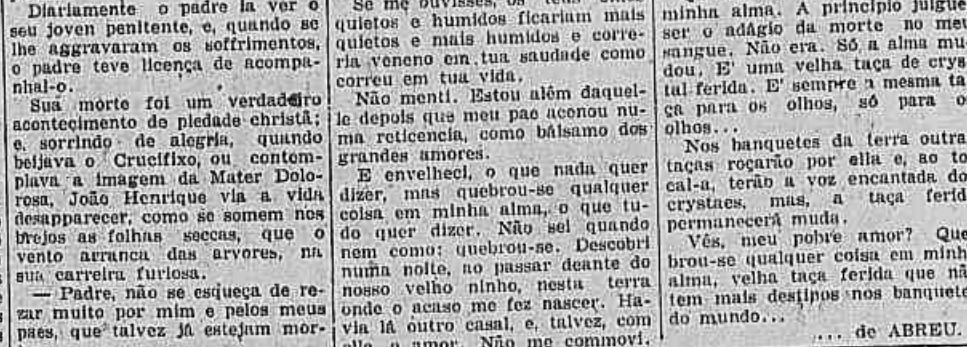 Diariamente o padre ia ver o
seu joven penitente, e, quando se
lhe aggravaram os soffrimentos,
o padre teve licença de acompa-
nhal-o.
Sua morte foi um verdadeiro
acontecimento de piedade christã;
e, sorrindo de alegria, quando
beijava o Crucifixo, ou contem-
plava a imagem da Mater Dolo-
rosa, João Henrique via a vida
desapparecer, como se somem nos
brejos as folhas seccas, que o
vento arranca das arvores, na
sua carreira furiosa.
— Padre, não se esqueça de re-
zar muito por mim e pelos meus
paes, que talvez já estejam mor-
Se me ouvisses, os teus
quietos e humidos ficariam mais
quietos e mais humidos e corre-
ria veneno em tua saudade como
correu em tua vida.
Não menti. Estou além daquel-
le depois que meu pae acenou nu-
ma reticencia, como bálsamo dos
grandes amores.
E envelheci, o que nada quer
dizer, mas quebrou-se qualquer
coisa em minha alma, o que tu-
do quer dizer. Não sei quando
nem como: quebrou-se. Descobri
numa noite, ao passar deante do
nosso velho ninho, nesta terra
onde o acaso me fez nascer. Ha-
via lá outro casal, e, talvez, com
elle o amor. Não me commovi.
minha alma. A principio julgue
ser o adágio da morte no meu
sangue. Não era. Só a alma mu-
dou. E' uma velha taça de crys
tal ferida. E' sempre a mesma ta
ça para os olhos, só para o
olhos...
Nos banquetes da terra outra
taças roçarão por ella e, ao to
cal-a, terão a voz encantada do
crystaes, mas, a taça ferid
permanecerá muda.
Vês, meu pobre amor? Que
brou-se qualquer coisa em minh
alma, velha taça ferida que nã
tem mais destinos nos banquete
do mundo...
... de ABREU.